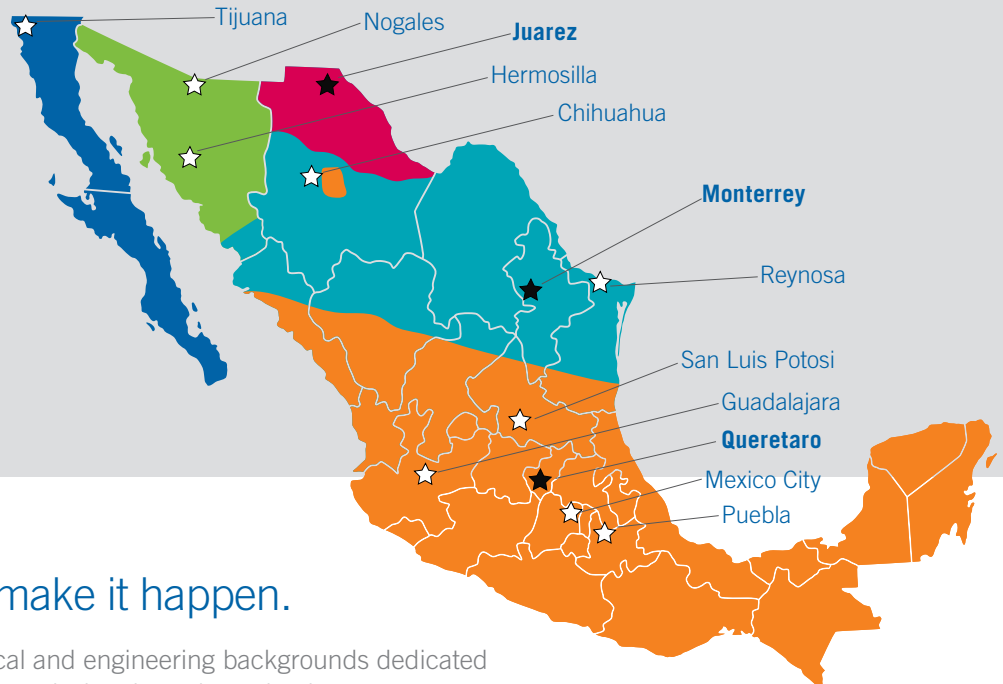 Tijuana
Nogales
Juarez
Hermosilla
Chihuahua
Monterrey
Reynosa
San Luis Potosi
Guadalajara
Queretaro
Mexico City
Puebla
make it happen.
cal and engineering backgrounds dedicated